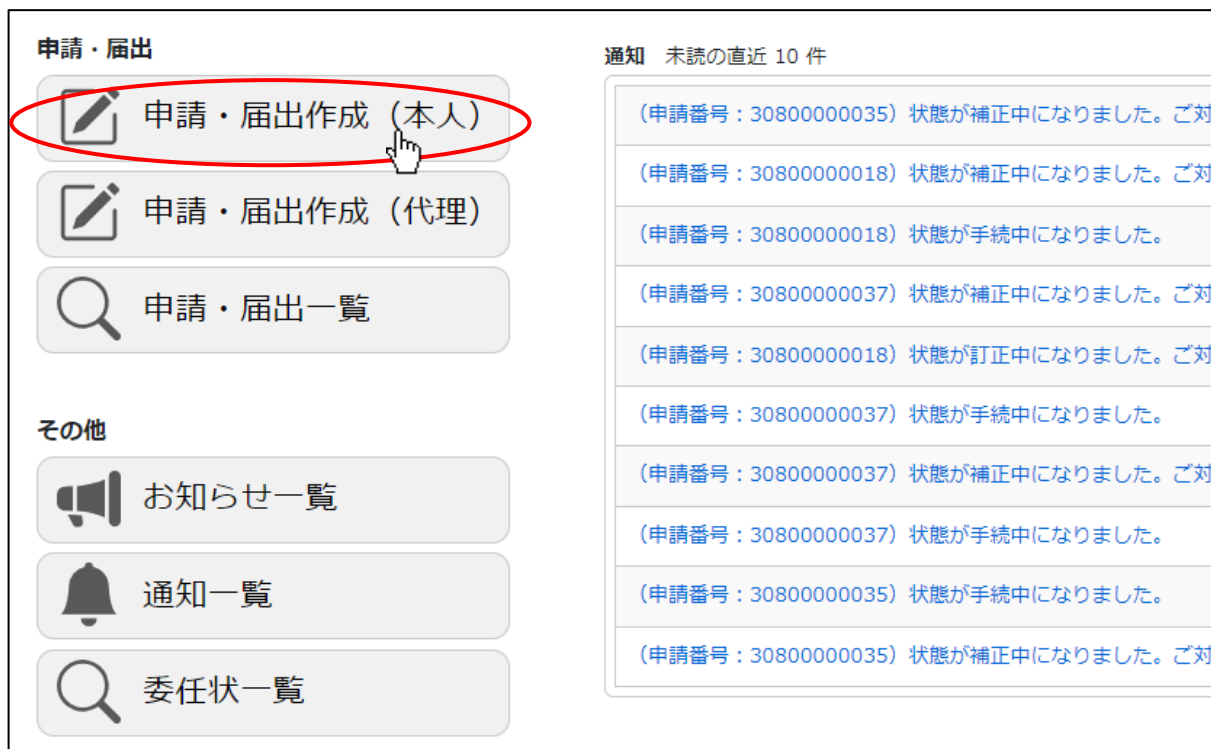 申請・届出
申請・届出作成（本人）
申請・届出作成（代理）
申請・届出一覧
その他
お知らせ一覧
通知一覧
委任状一覧
通知 未読の直近 10 件
（申請番号：30800000035）状態が補正中になりました。ご対
（申請番号：30800000018）状態が補正中になりました。ご対
（申請番号：30800000018）状態が手続中になりました。
（申請番号：30800000037）状態が補正中になりました。ご対
（申請番号：30800000018）状態が訂正中になりました。ご対
（申請番号：30800000037）状態が手続中になりました。
（申請番号：30800000037）状態が補正中になりました。ご対
（申請番号：30800000037）状態が手続中になりました。
（申請番号：30800000035）状態が手続中になりました。
（申請番号：30800000035）状態が補正中になりました。ご対